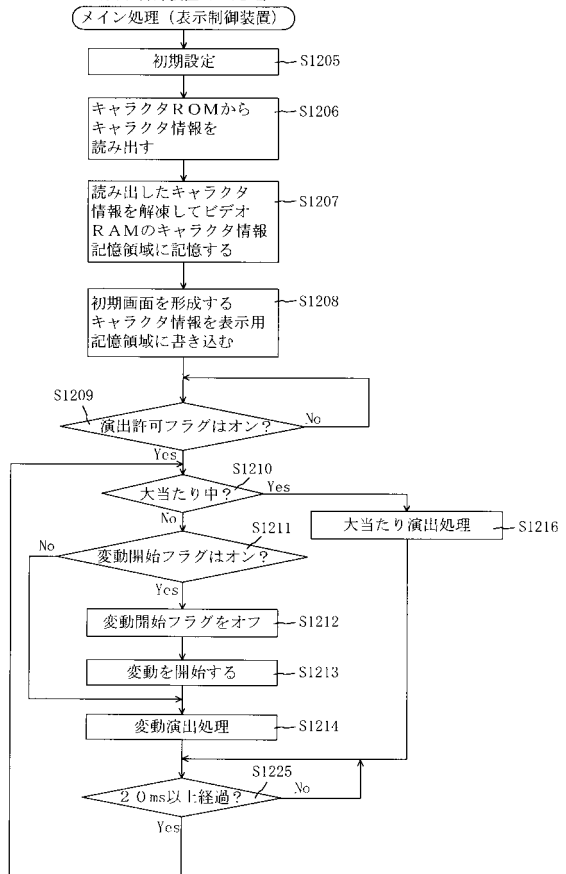 メイン処理（表示制御装置）
初期設定
S1205
キャラクタＲＯＭから
キャラクタ情報を
読み出す
S1206
読み出したキャラクタ
情報を解凍してビデオ
ＲＡＭのキャラクタ情報
記憶領域に記憶する
S1207
初期画面を形成する
キャラクタ情報を表示用
記憶領域に書き込む
S1208
S1209
演出許可フラグはオン？
No
Yes
S1210
大当たり中？
Yes
No
大当たり演出処理
S1216
S1211
No
変動開始フラグはオン？
Yes
変動開始フラグをオフ
S1212
変動を開始する
S1213
変動演出処理
S1214
S1225
２０ms以上経過？
No
Yes